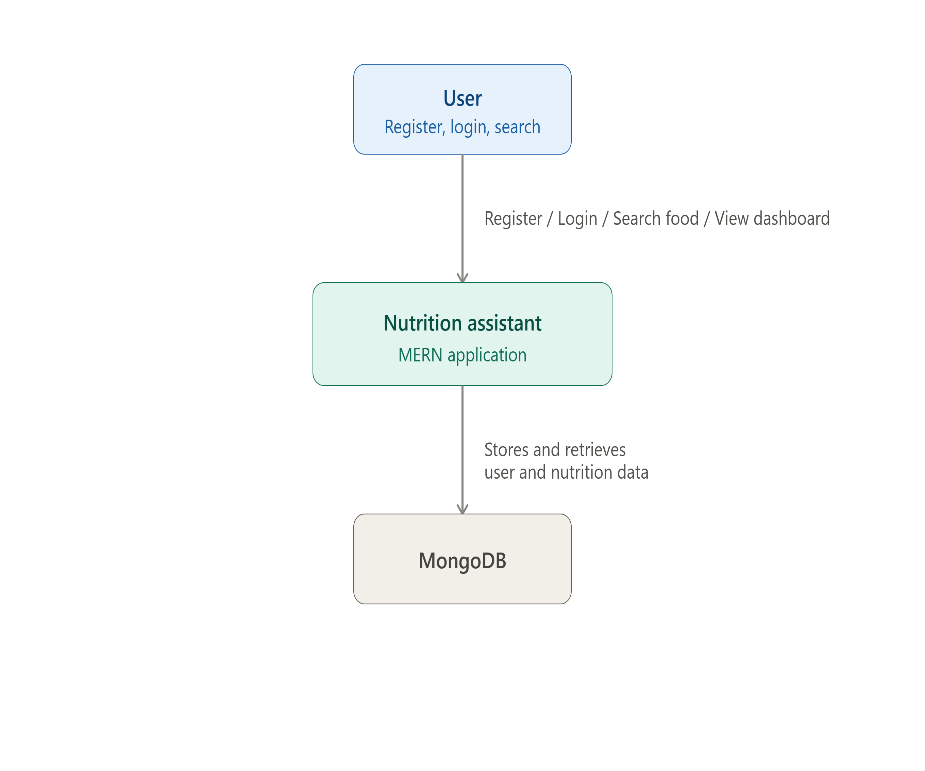 User
Register, login, search
Register / Login / Search food / View dashboard
Nutrition assistant
MERN application
Stores and retrieves
user and nutrition data
MongoDB